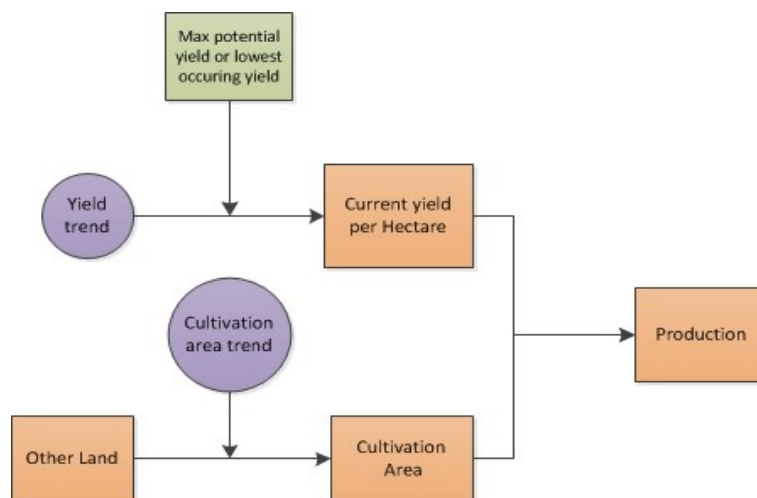 Max potential
yield or lowest
occuring yield
Yield
trend
Current yield
per Hectare
Cultivation
area trend
Production
Other Land
Cultivation
Area